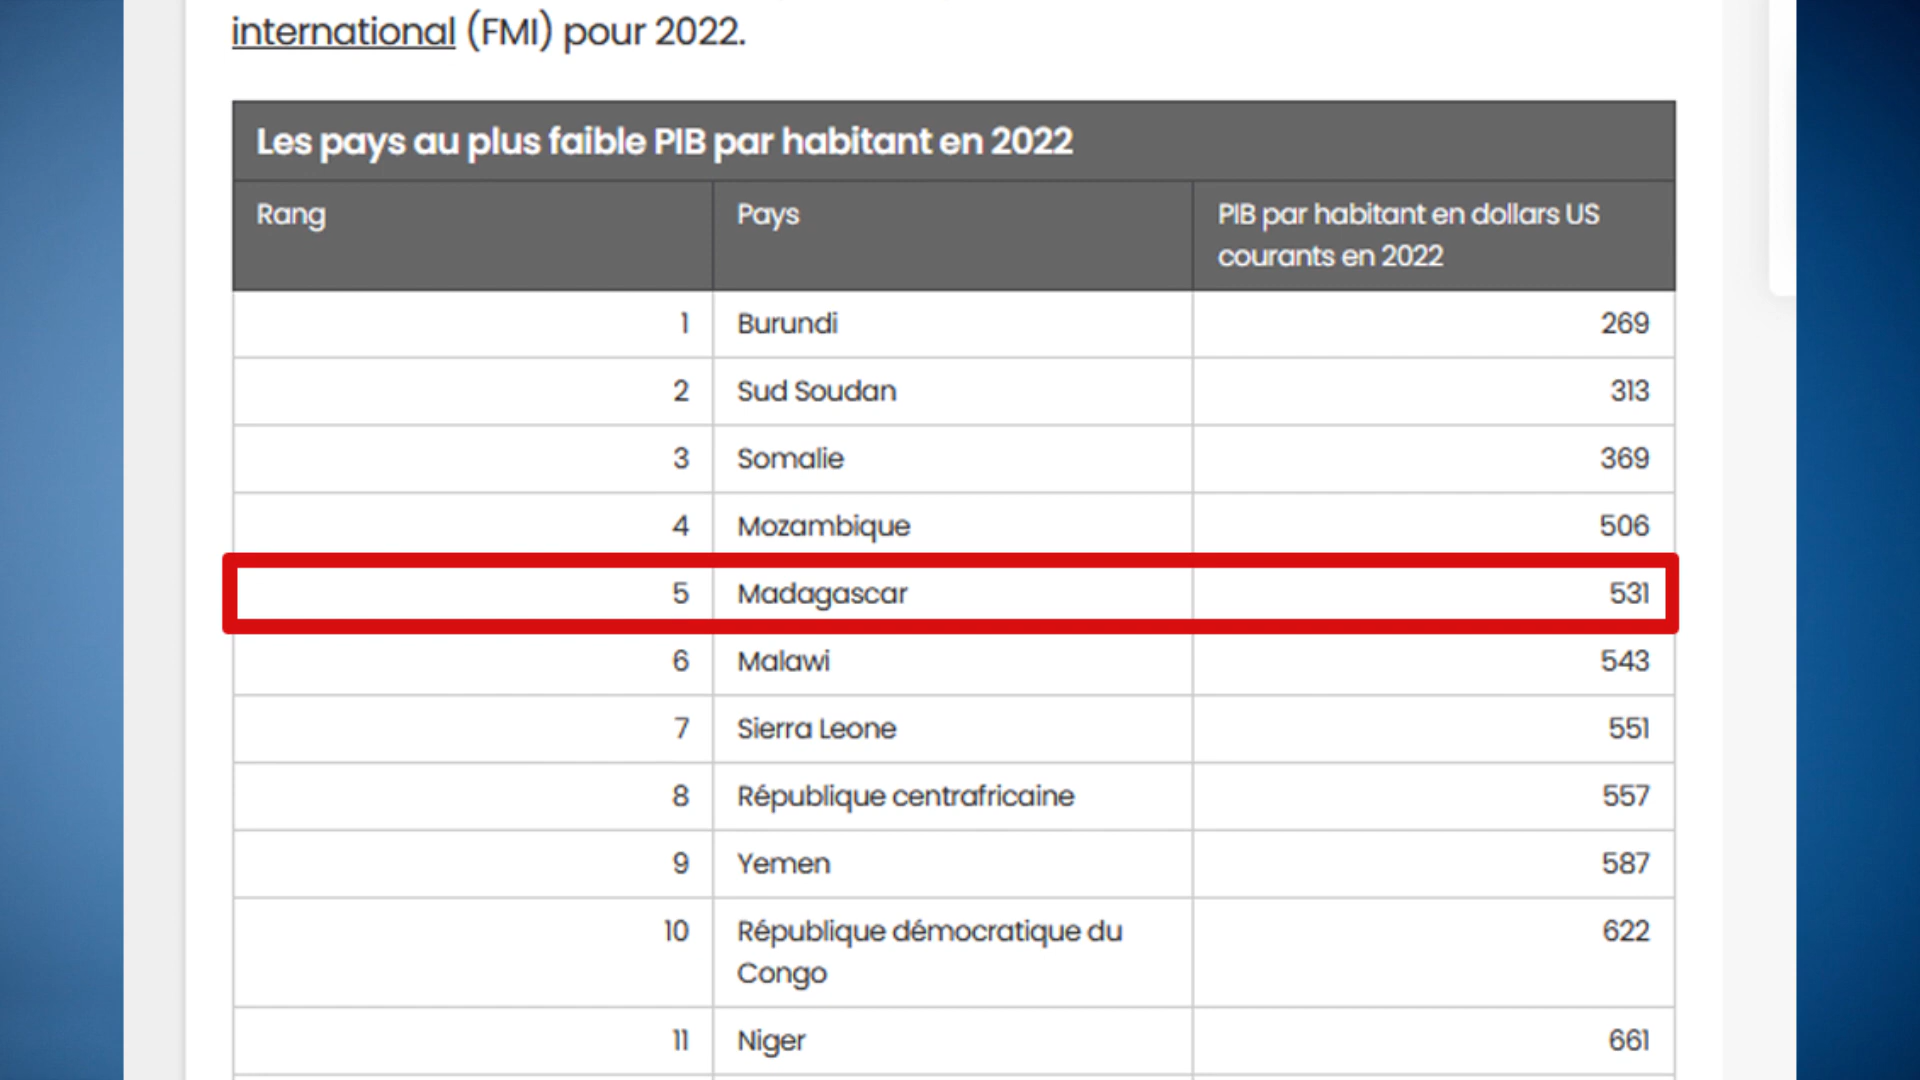 international (FMI) pour 2022.
Les pays au plus faible PIB par habitant en 2022
Rang Pays PIB par habitant en dollars US
courants en 2022
1 Burundi 269
2 Sud Soudan 313
3 Somalie 369
4 Mozambique 506
5 Madagascar 531
6 Malawi 543
7 Sierra Leone 551
8 République centrafricaine 557
9 Yemen 587
10 République démocratique du 622
Congo
11 Niger 661